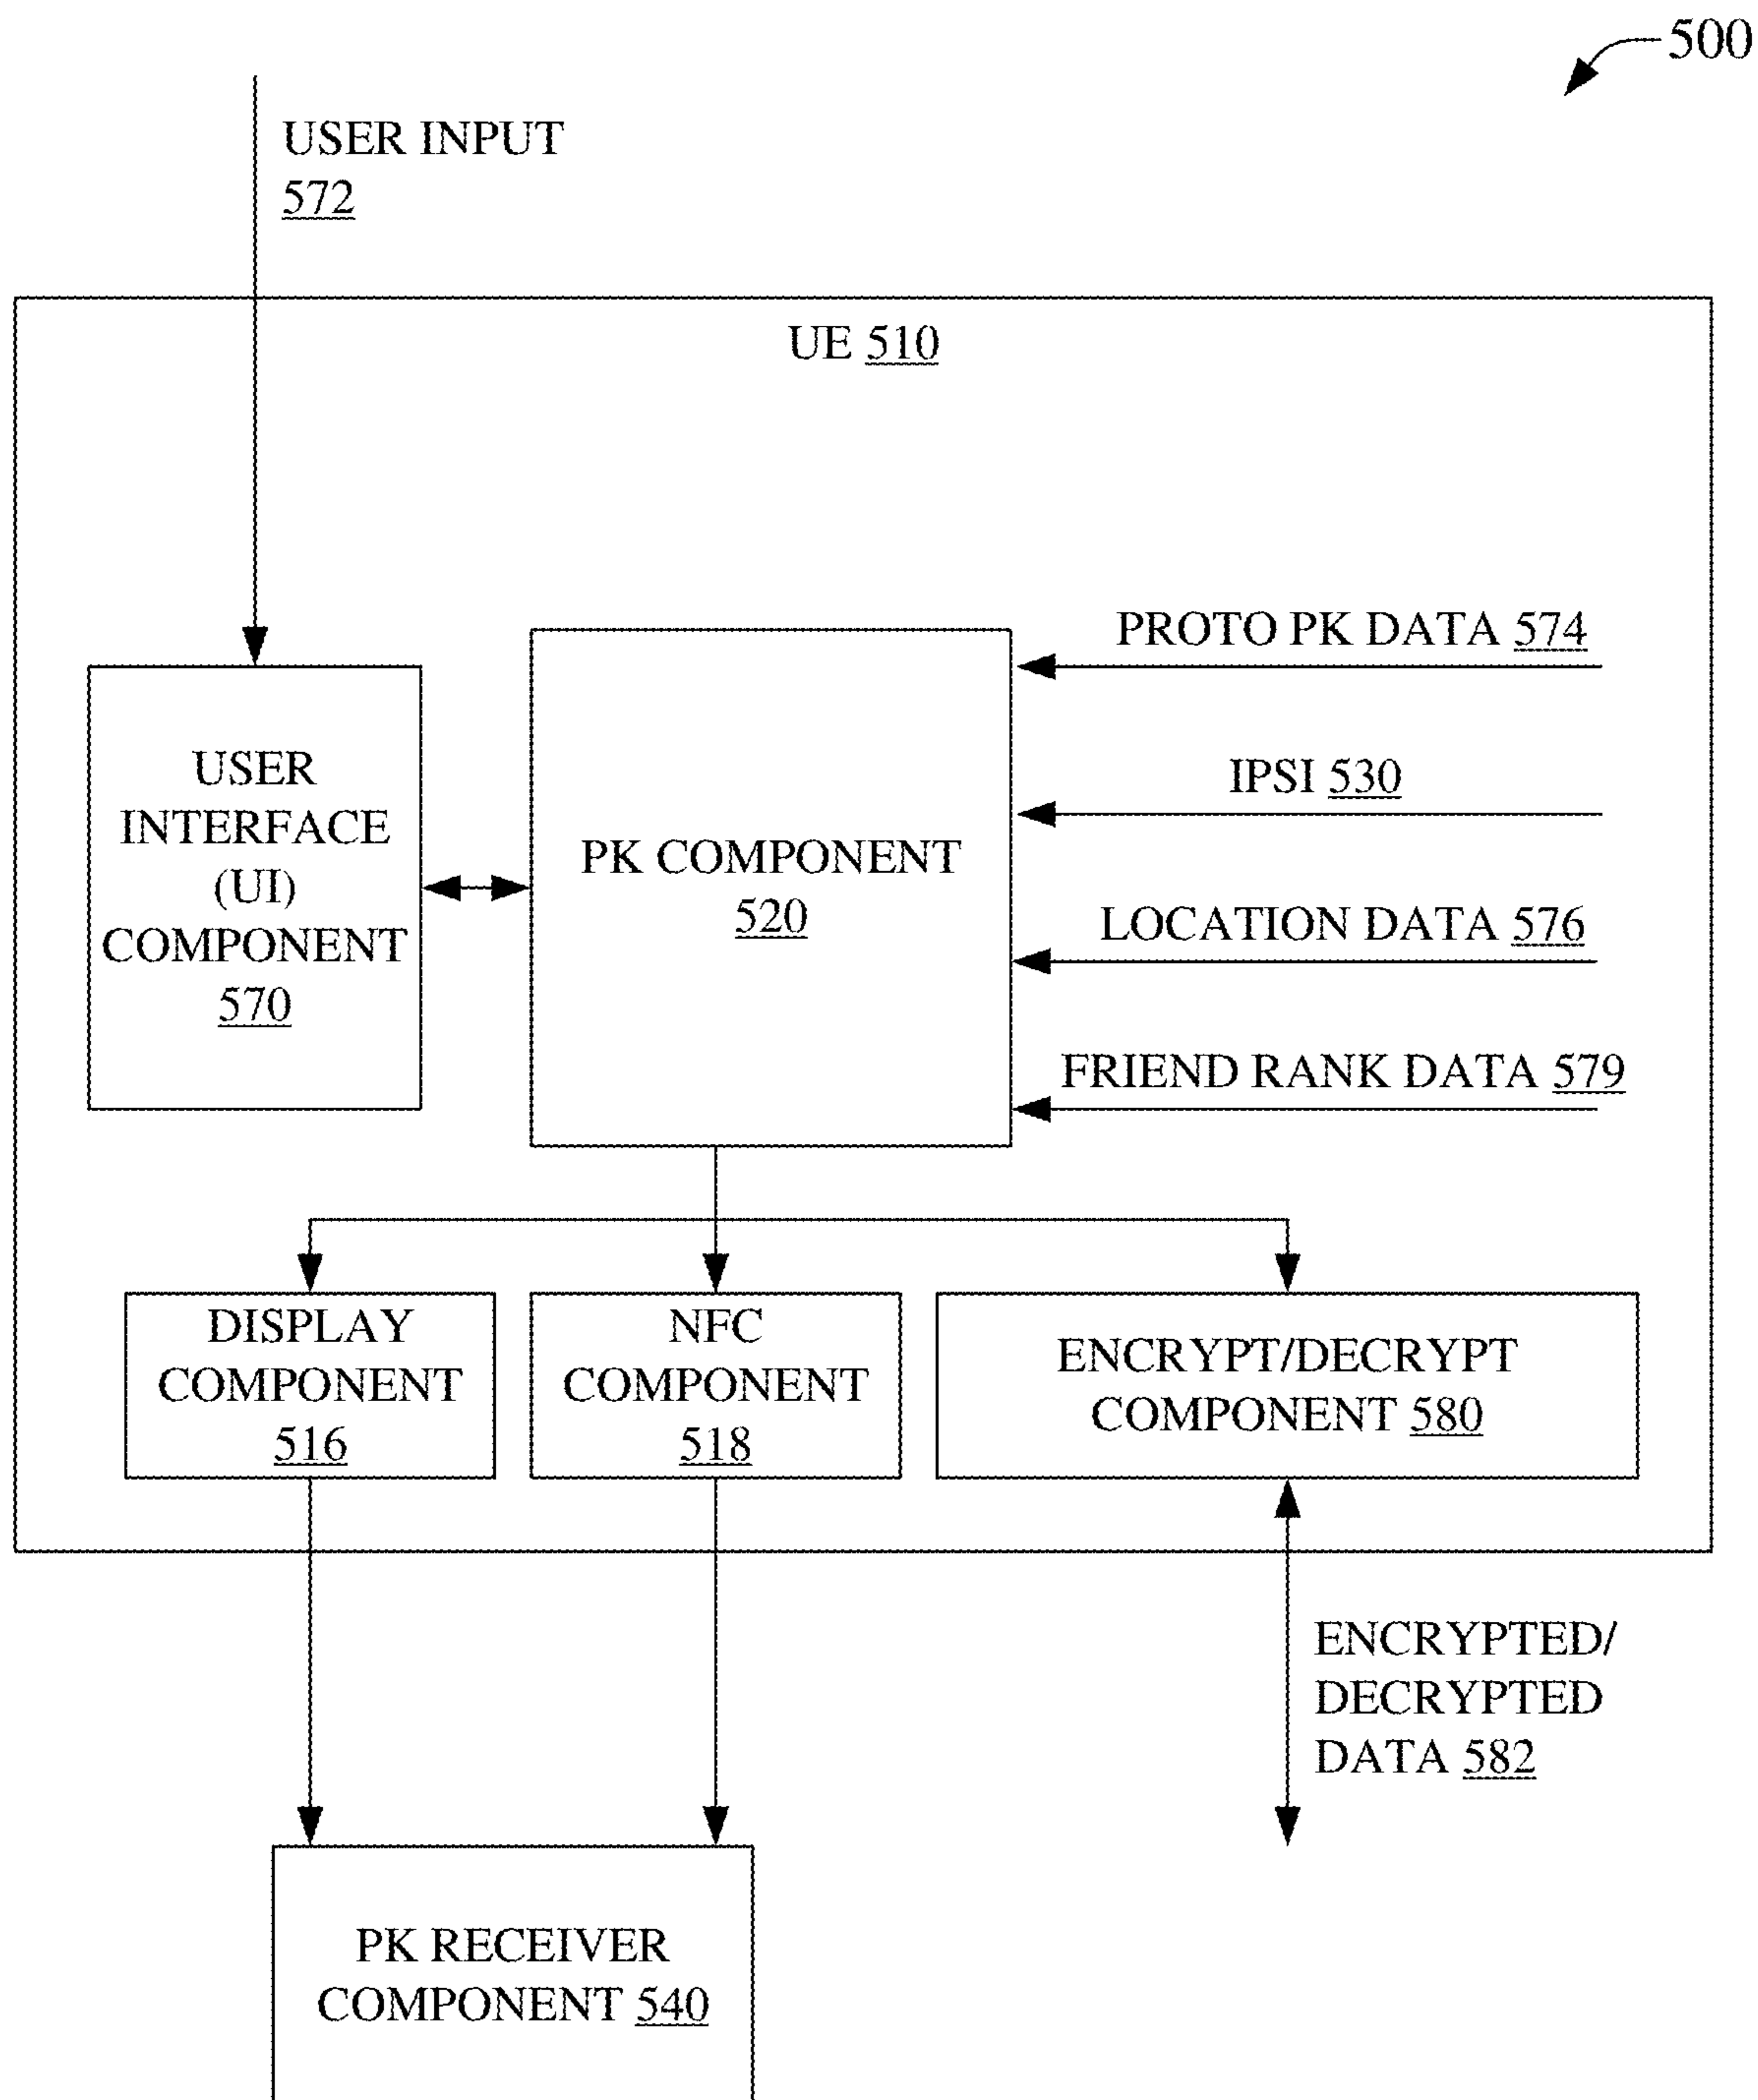 500
USER INPUT
572
UE 510
PROTO PK DATA 574
USER
INTERFACE
(UI)
COMPONENT
570
PK COMPONENT
520
IPSI 530
LOCATION DATA 576
FRIEND RANK DATA 579
DISPLAY
COMPONENT
516
NFC
COMPONENT
518
ENCRYPT/DECRYPT
COMPONENT 580
ENCRYPTED/
DECRYPTED
DATA 582
PK RECEIVER
COMPONENT 540